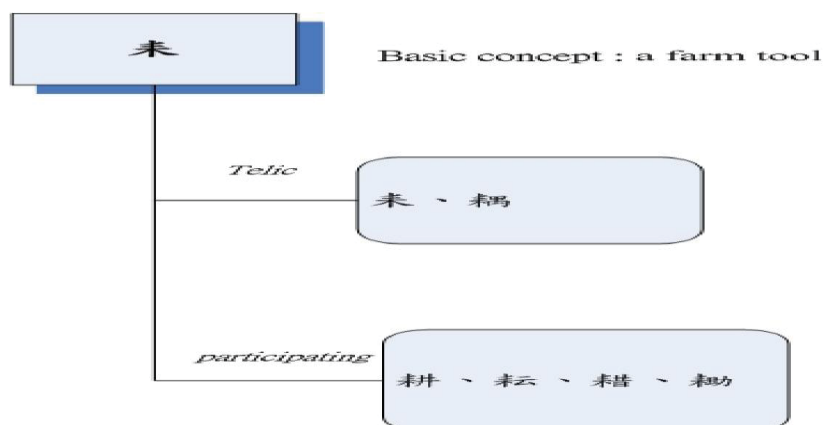 耒
Basic concept : a farm tool
Telic
耒、耦
participating
耕、耘、耤、耡